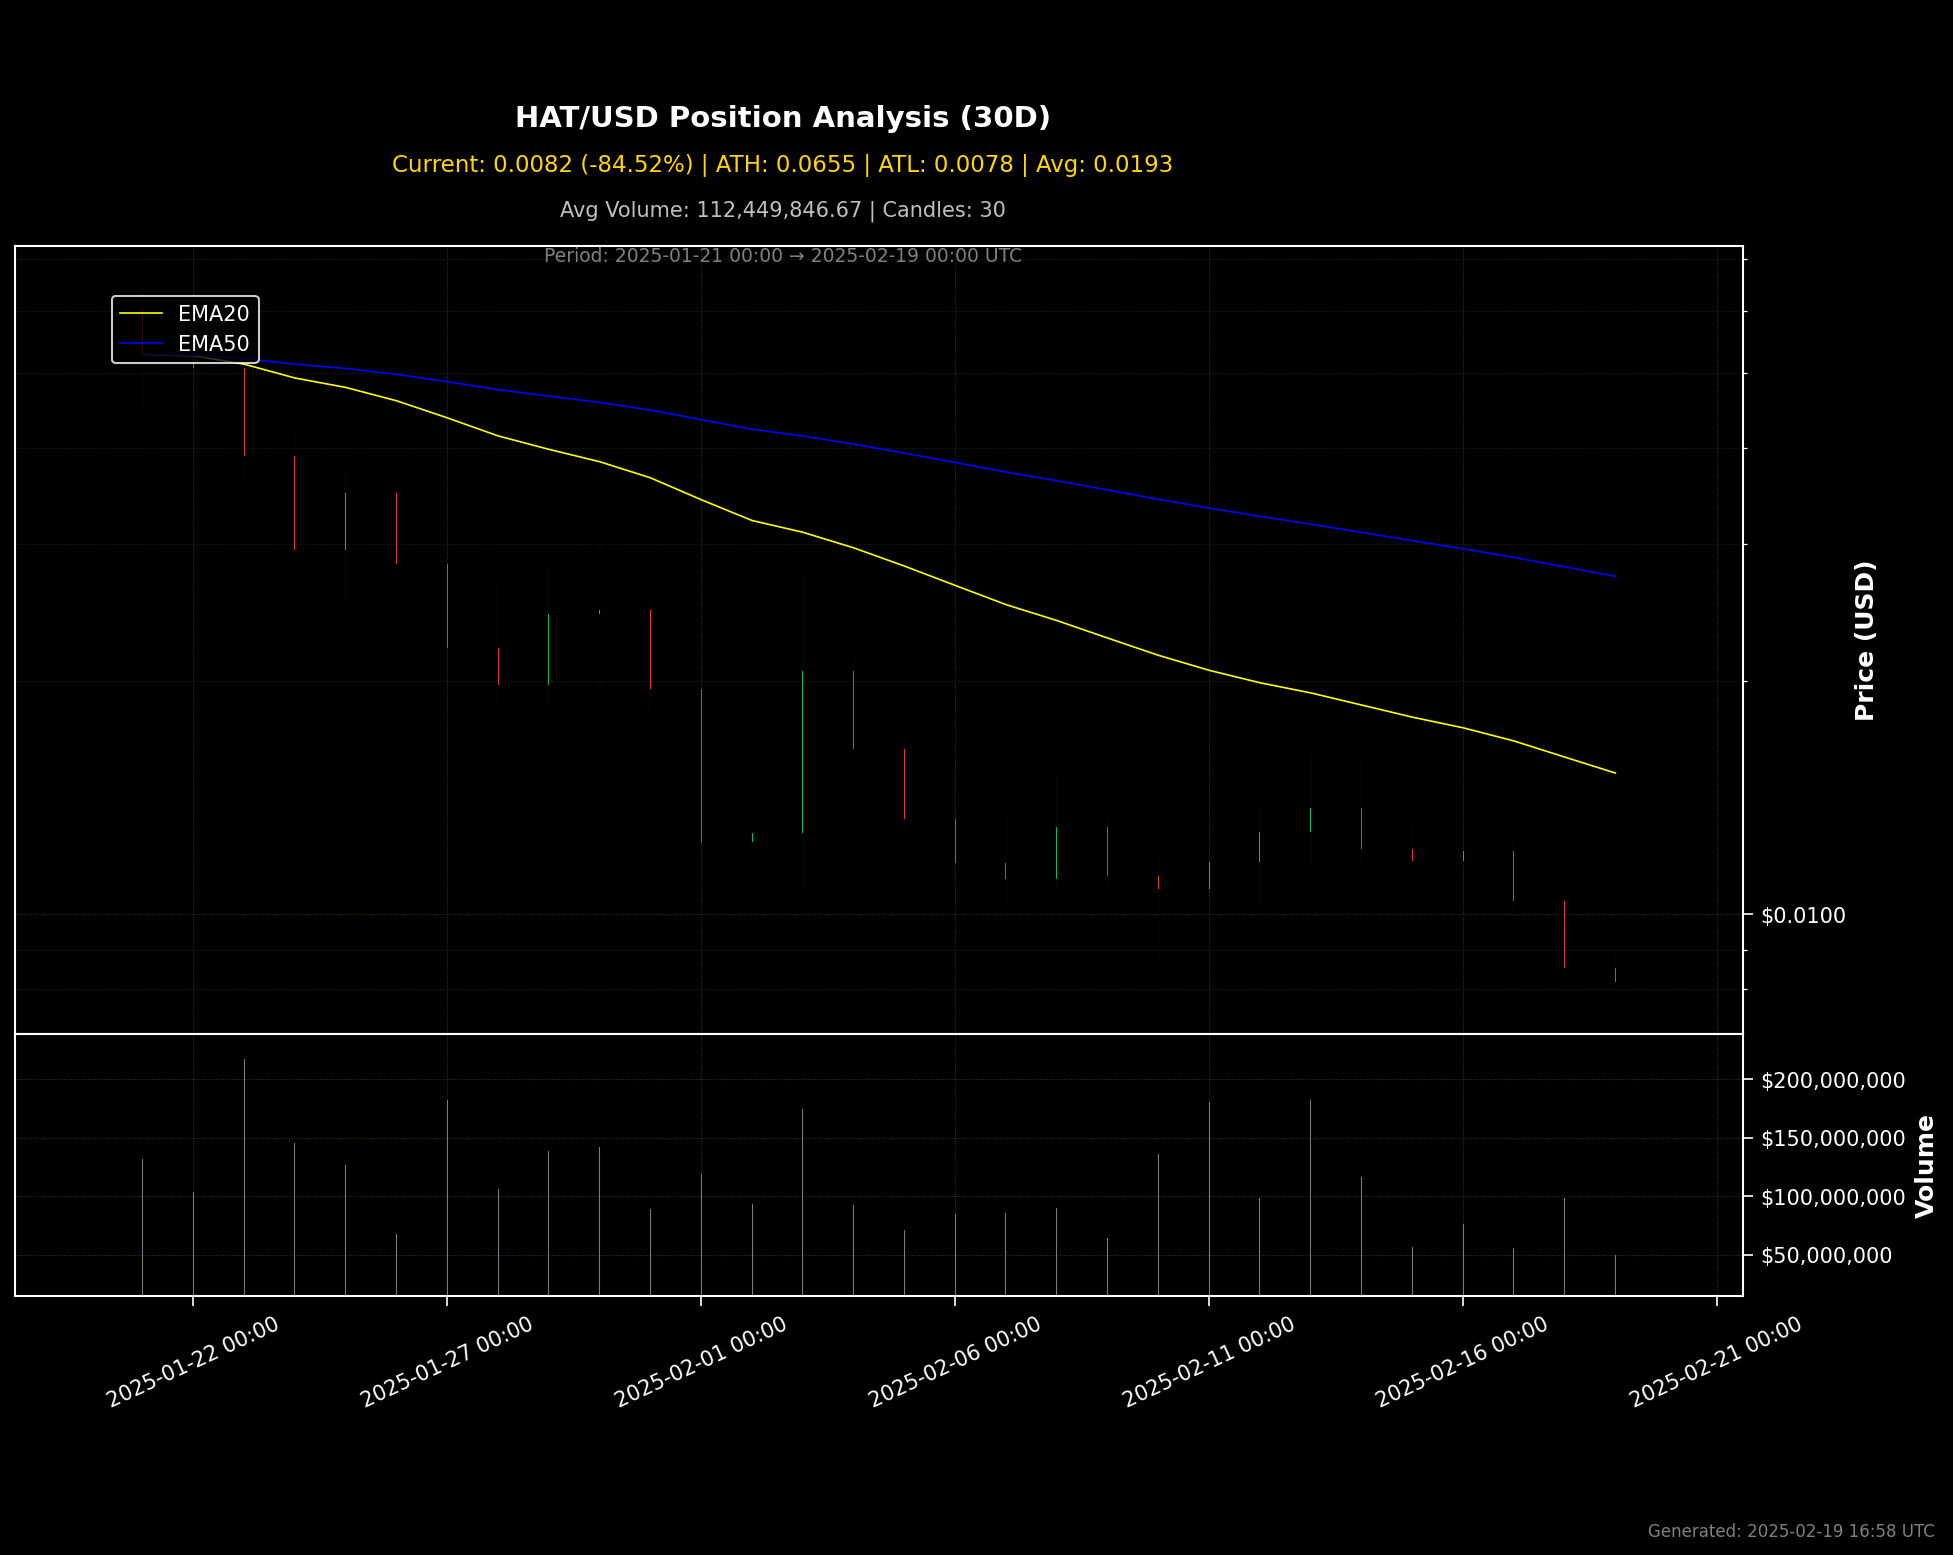 HAT/USD Position Analysis (30D)
Current: 0.0082 (-84.52%) | ATH: 0.0655 | ATL: 0.0078 | Avg: 0.0193
Avg Volume: 112,449,846.67 | Candles: 30
Period: 2025-01-21 00:00 → 2025-02-19 00:00 UTC
EMA20
EMA50
Price (USD)
$0.0100
$200,000,000
$150,000,000
$100,000,000
$50,000,000
Volume
2025-01-22 00:00
2025-01-27 00:00
2025-02-01 00:00
2025-02-06 00:00
2025-02-11 00:00
2025-02-16 00:00
2025-02-21 00:00
Generated: 2025-02-19 16:58 UTC